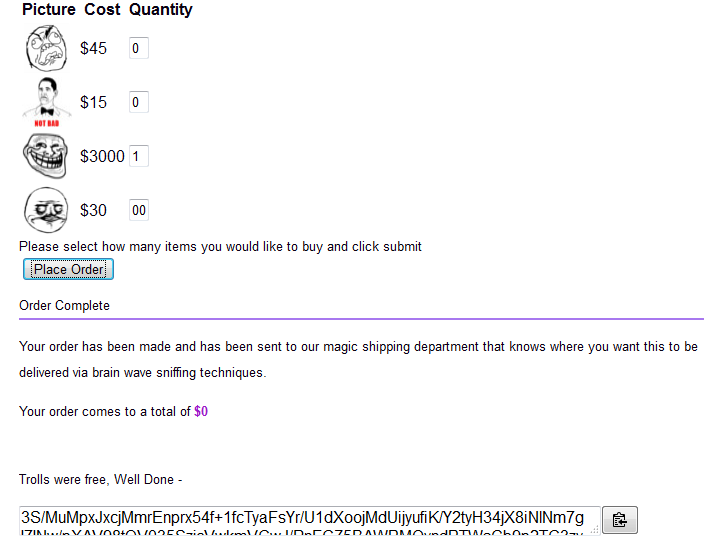 Picture Cost Quantity
$45 0
$15 0
NOT BAD
$3000 1
$30 00
Please select how many items you would like to buy and click submit
Place Order
Order Complete
Your order has been made and has been sent to our magic shipping department that knows where you want this to be
delivered via brain wave sniffing techniques.
Your order comes to a total of $0
Trolls were free, Well Done -
3S/MuMpxJxcjMmrEnprx54f+1fcTyaFsYr/U1dXoojMdUijyufiK/Y2tyH34jX8iNlNm7g